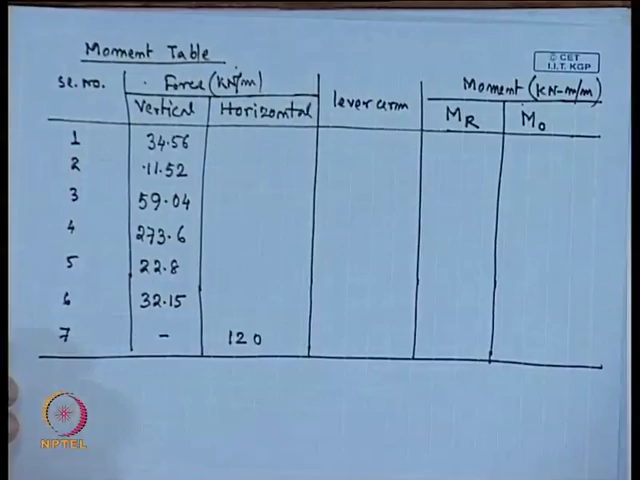 Moment Table
© CET
I.I.T. KGP
Sl. No. Force (KN/m) lever arm Moment (KN-m/m)
Vertical Horizontal MR Mo
1 34.56
2 11.52
3 59.04
4 273.6
5 22.8
6 32.15
7 - 120
NPTEL